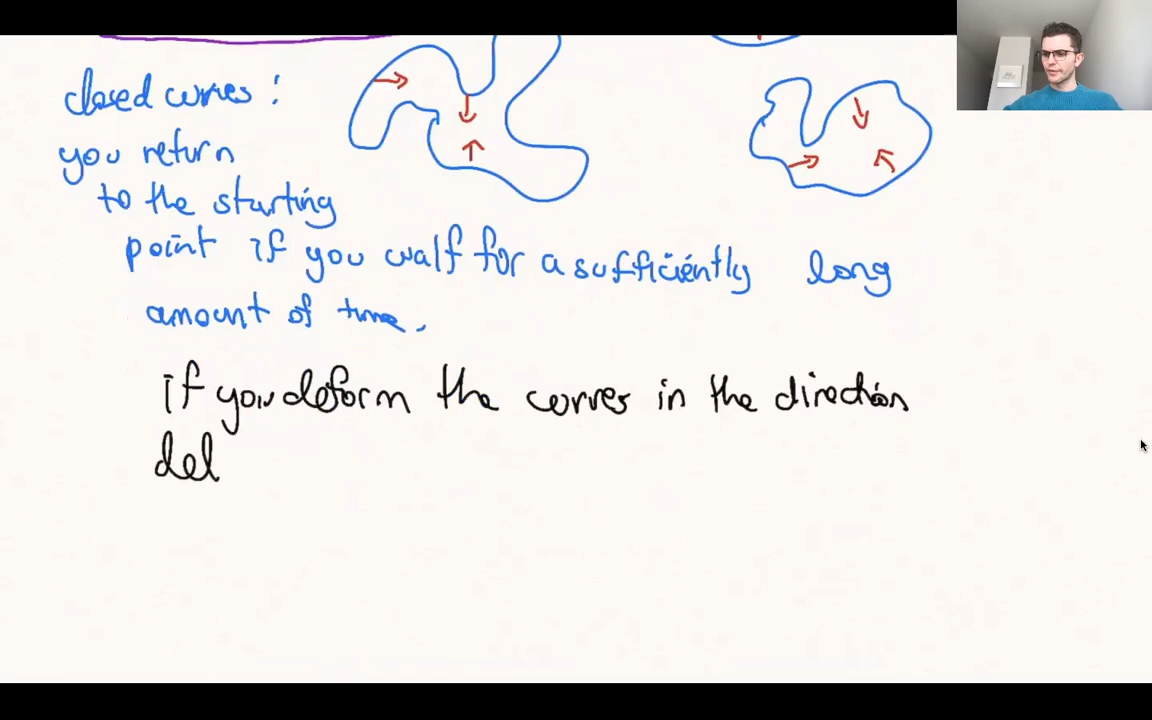 closed curves :
you return
to the starting
point if you walf for a sufficiently long
amount of time.
if you deform the curves in the direction
del